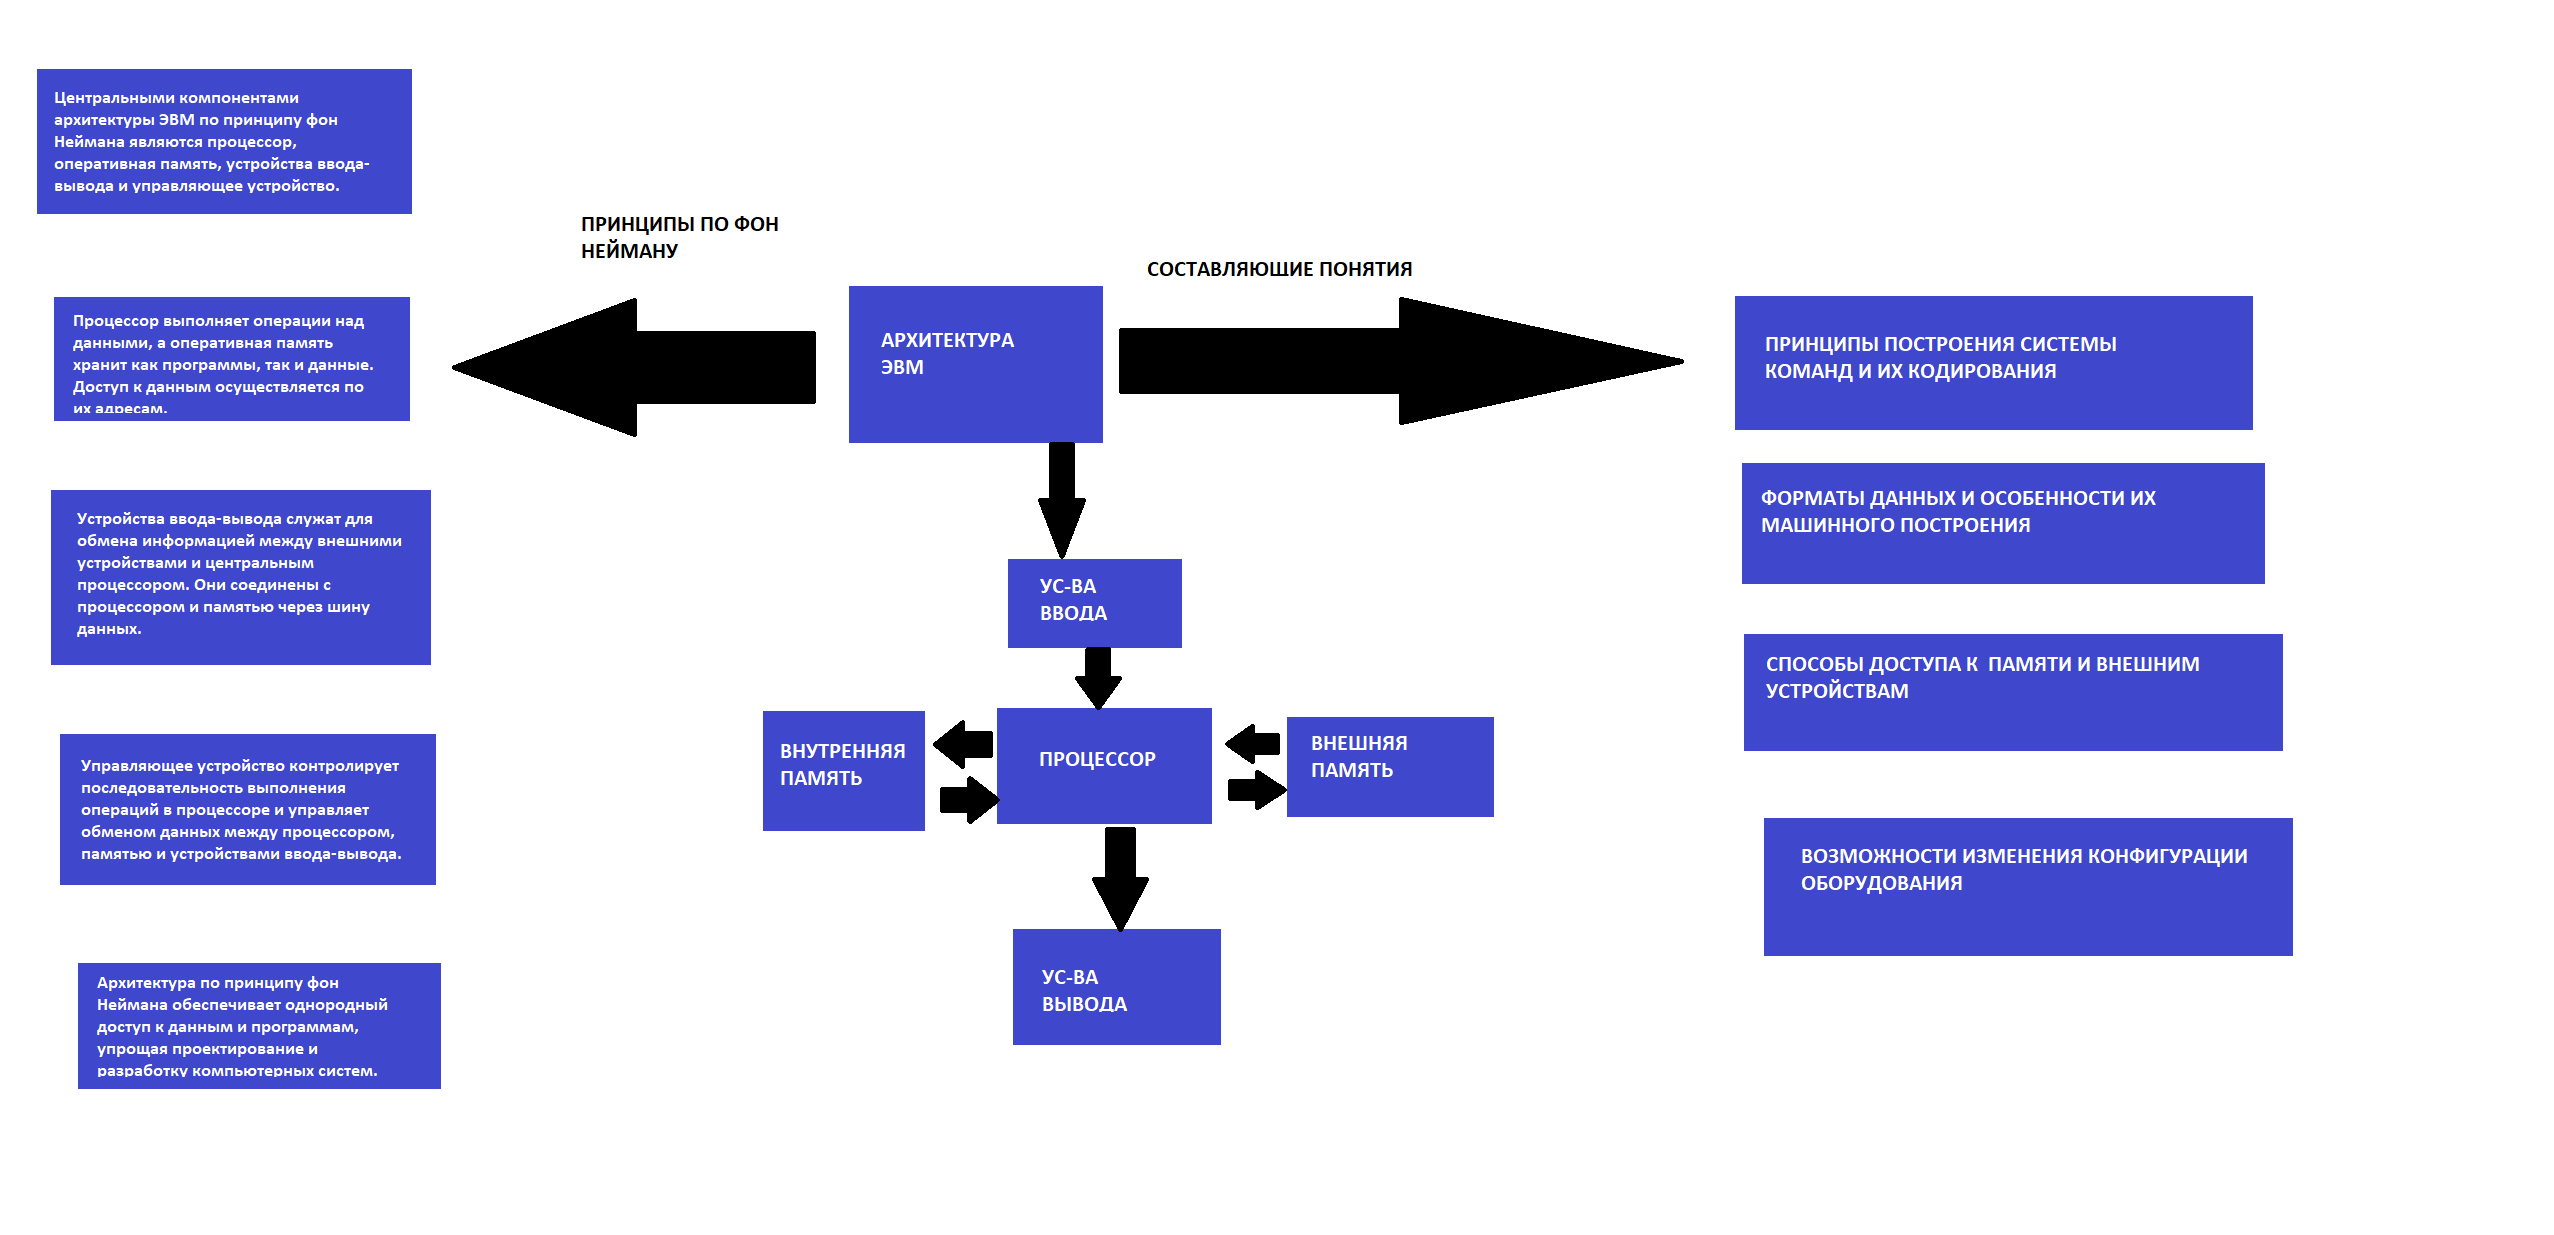 Центральными компонентами
архитектуры ЭВМ по принципу фон
Неймана являются процессор,
оперативная память, устройства ввода-
вывода и управляющее устройство.
Процессор выполняет операции над
данными, а оперативная память
хранит как программы, так и данные.
Доступ к данным осуществляется по
их адресам.
Устройства ввода-вывода служат для
обмена информацией между внешними
устройствами и центральным
процессором. Они соединены с
процессором и памятью через шину
данных.
Управляющее устройство контролирует
последовательность выполнения
операций в процессоре и управляет
обменом данных между процессором,
памятью и устройствами ввода-вывода.
Архитектура по принципу фон
Неймана обеспечивает однородный
доступ к данным и программам,
упрощая проектирование и
разработку компьютерных систем.
ПРИНЦИПЫ ПО ФОН
НЕЙМАНУ
АРХИТЕКТУРА
ЭВМ
СОСТАВЛЯЮЩИЕ ПОНЯТИЯ
УС-ВА
ВВОДА
ВНУТРЕННЯЯ
ПАМЯТЬ
ПРОЦЕССОР
ВНЕШНЯЯ
ПАМЯТЬ
УС-ВА
ВЫВОДА
ПРИНЦИПЫ ПОСТРОЕНИЯ СИСТЕМЫ
КОМАНД И ИХ КОДИРОВАНИЯ
ФОРМАТЫ ДАННЫХ И ОСОБЕННОСТИ ИХ
МАШИННОГО ПОСТРОЕНИЯ
СПОСОБЫ ДОСТУПА К  ПАМЯТИ И ВНЕШНИМ
УСТРОЙСТВАМ
ВОЗМОЖНОСТИ ИЗМЕНЕНИЯ КОНФИГУРАЦИИ
ОБОРУДОВАНИЯ